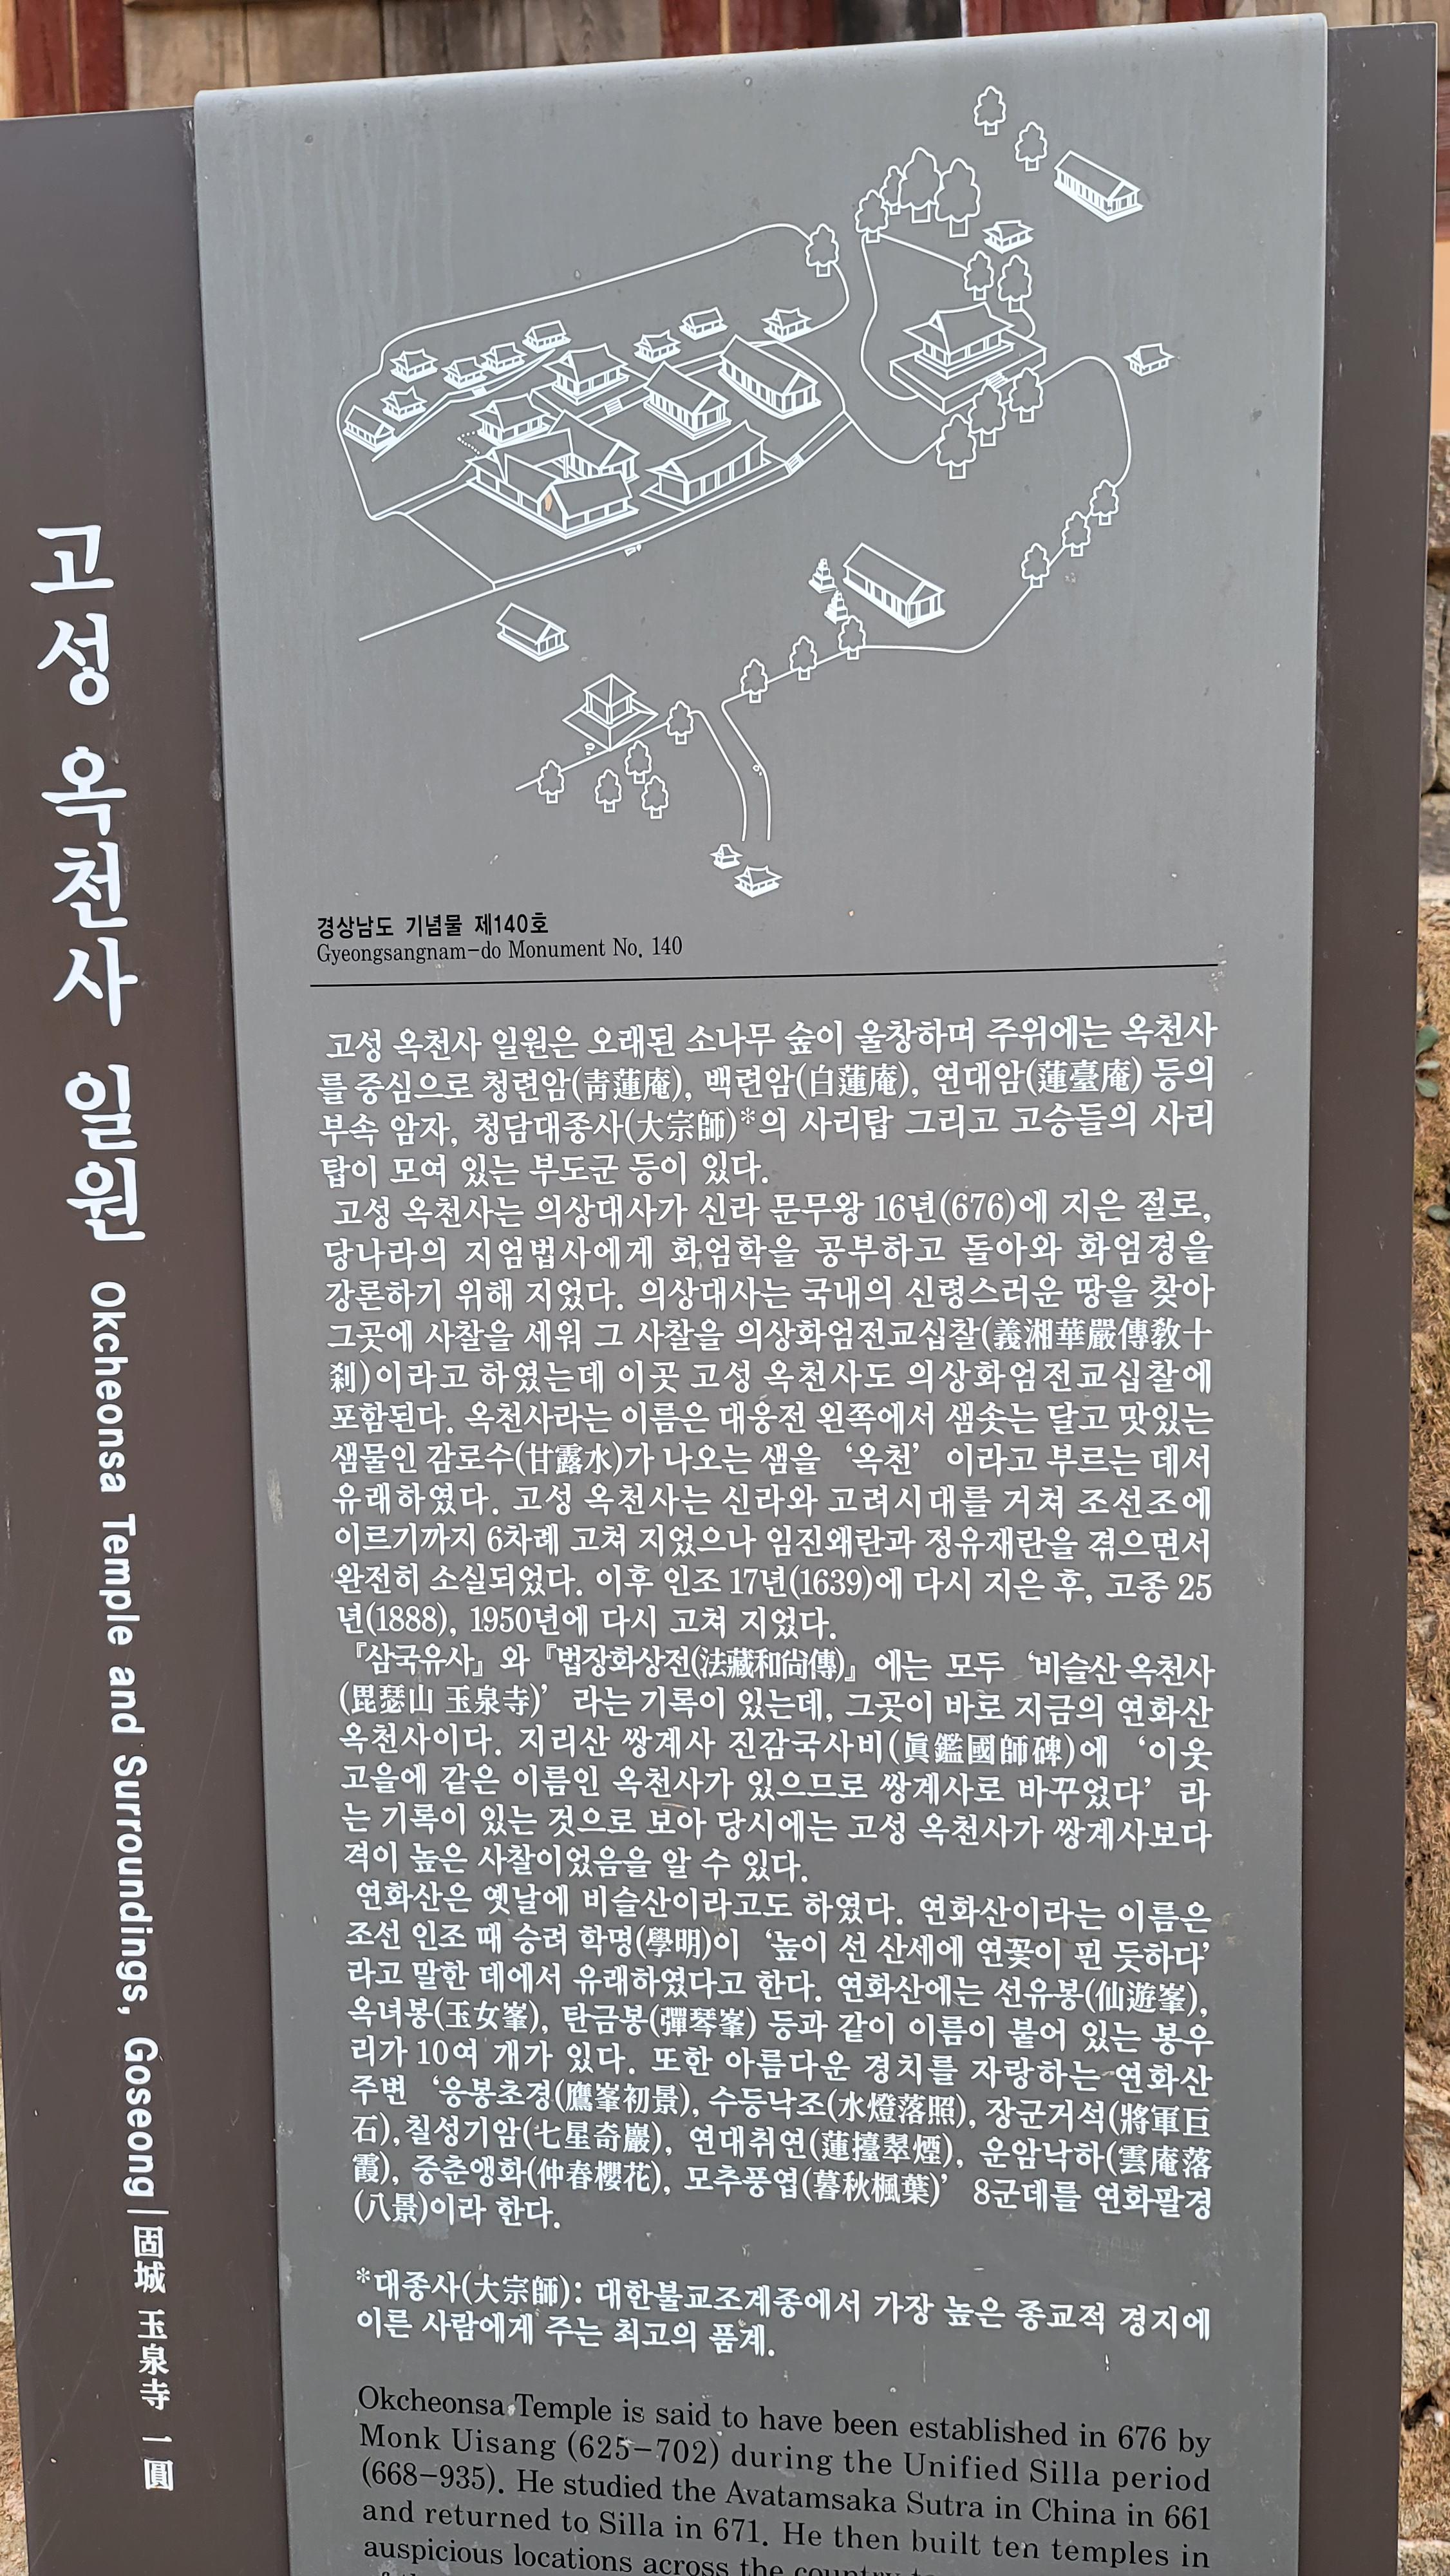 고성 옥천사 일원 Okcheonsa Temple and Surroundings, Goseong | 固城 玉泉寺 一圓
경상남도 기념물 제140호
Gyeongsangnam-do Monument No. 140
고성 옥천사 일원은 오래된 소나무 숲이 울창하며 주위에는 옥천사
를 중심으로 청련암(靑蓮庵), 백련암(白蓮庵), 연대암(蓮臺庵) 등의
부속 암자, 청담대종사(大宗師)*의 사리탑 그리고 고승들의 사리
탑이 모여 있는 부도군 등이 있다.
고성 옥천사는 의상대사가 신라 문무왕 16년(676)에 지은 절로,
당나라의 지엄법사에게 화엄학을 공부하고 돌아와 화엄경을
강론하기 위해 지었다. 의상대사는 국내의 신령스러운 땅을 찾아
그곳에 사찰을 세워 그 사찰을 의상화엄전교십찰(義湘華嚴傳敎十
刹)이라고 하였는데 이곳 고성 옥천사도 의상화엄전교십찰에
포함된다. 옥천사라는 이름은 대웅전 왼쪽에서 샘솟는 달고 맛있는
샘물인 감로수(甘露水)가 나오는 샘을 ‘옥천’ 이라고 부르는 데서
유래하였다. 고성 옥천사는 신라와 고려시대를 거쳐 조선조에
이르기까지 6차례 고쳐 지었으나 임진왜란과 정유재란을 겪으면서
완전히 소실되었다. 이후 인조 17년(1639)에 다시 지은 후, 고종 25
년(1888), 1950년에 다시 고쳐 지었다.
『삼국유사』와 『법장화상전(法藏和尙傳)』에는 모두 ‘비슬산 옥천사
(毘瑟山 玉泉寺)’ 라는 기록이 있는데, 그곳이 바로 지금의 연화산
옥천사이다. 지리산 쌍계사 진감국사비(眞鑑國師碑)에 ‘이웃
고을에 같은 이름인 옥천사가 있으므로 쌍계사로 바꾸었다’ 라
는 기록이 있는 것으로 보아 당시에는 고성 옥천사가 쌍계사보다
격이 높은 사찰이었음을 알 수 있다.
연화산은 옛날에 비슬산이라고도 하였다. 연화산이라는 이름은
조선 인조 때 승려 학명(學明)이 ‘높이 선 산세에 연꽃이 핀 듯하다’
라고 말한 데에서 유래하였다고 한다. 연화산에는 선유봉(仙遊峯),
옥녀봉(玉女峯), 탄금봉(彈琴峯) 등과 같이 이름이 붙어 있는 봉우
리가 10여 개가 있다. 또한 아름다운 경치를 자랑하는 연화산
주변 ‘응봉초경(鷹峯初景), 수등낙조(水燈落照), 장군거석(將軍巨
石), 칠성기암(七星奇巖), 연대취연(蓮擡翠煙), 운암낙하(雲庵落
霞), 중춘앵화(仲春櫻花), 모추풍엽(暮秋楓葉)’ 8군데를 연화팔경
(八景)이라 한다.
*대종사(大宗師): 대한불교조계종에서 가장 높은 종교적 경지에
이른 사람에게 주는 최고의 품계.
Okcheonsa Temple is said to have been established in 676 by
Monk Uisang (625-702) during the Unified Silla period
(668-935). He studied the Avatamsaka Sutra in China in 661
and returned to Silla in 671. He then built ten temples in
auspicious locations across the country